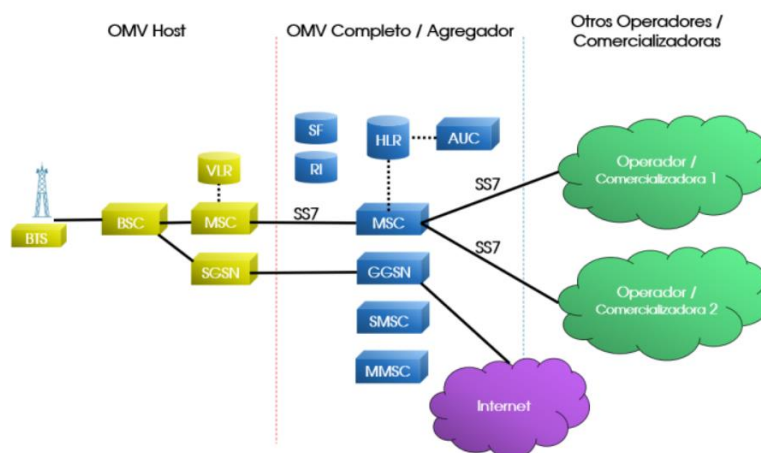 OMV Host
OMV Completo / Agregador
Otros Operadores /
Comercializadoras
SF
HLR
AUC
VLR
RI
Operador /
Comercializadora 1
SS7
BTS
BSC
MSC
SS7
MSC
SS7
SGSN
GGSN
Operador /
Comercializadora 2
SMSC
MMSC
Internet